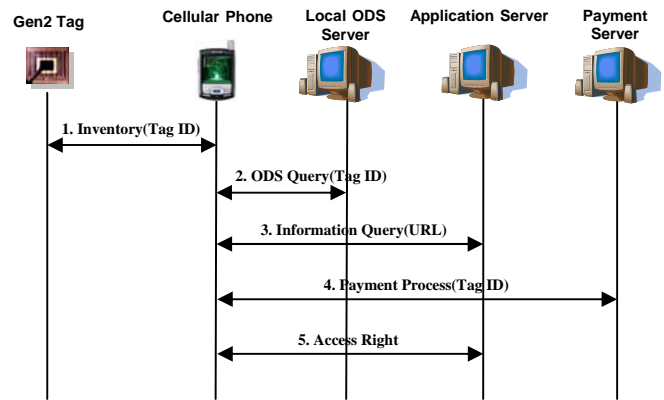 Gen2 Tag
Cellular Phone
Local ODS
Server
Application Server
Payment
Server
1. Inventory(Tag ID)
2. ODS Query(Tag ID)
3. Information Query(URL)
4. Payment Process(Tag ID)
5. Access Right